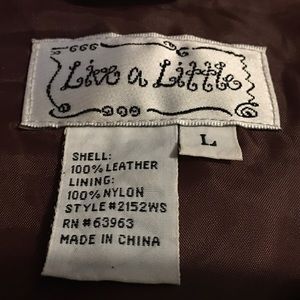 Live a Little
L
SHELL:
100% LEATHER
LINING:
100% NYLON
STYLE#2152WS
RN#63963
MADE IN CHINA